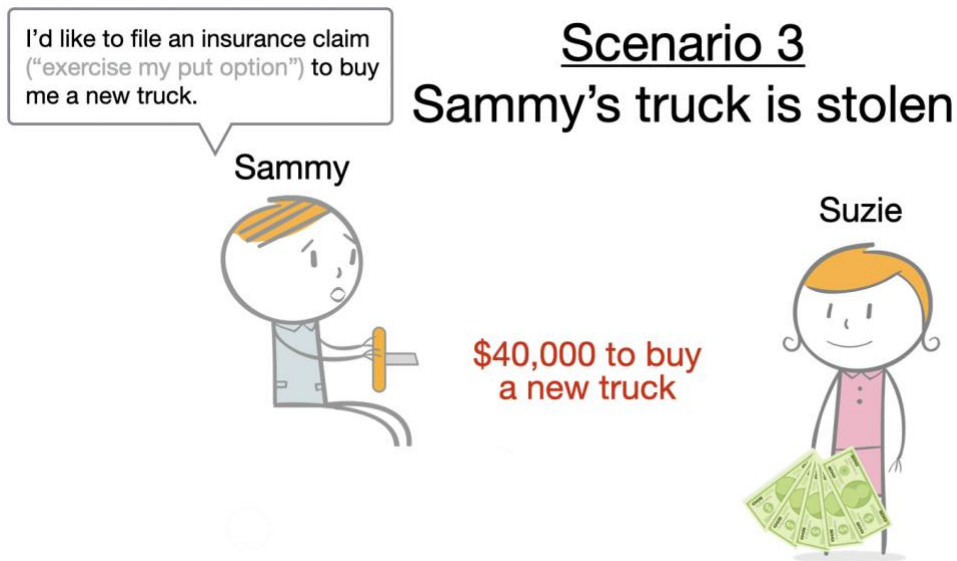 I'd like to file an insurance claim
("exercise my put option") to buy
me a new truck.
Scenario 3
Sammy's truck is stolen
Sammy
Suzie
$40,000 to buy
a new truck